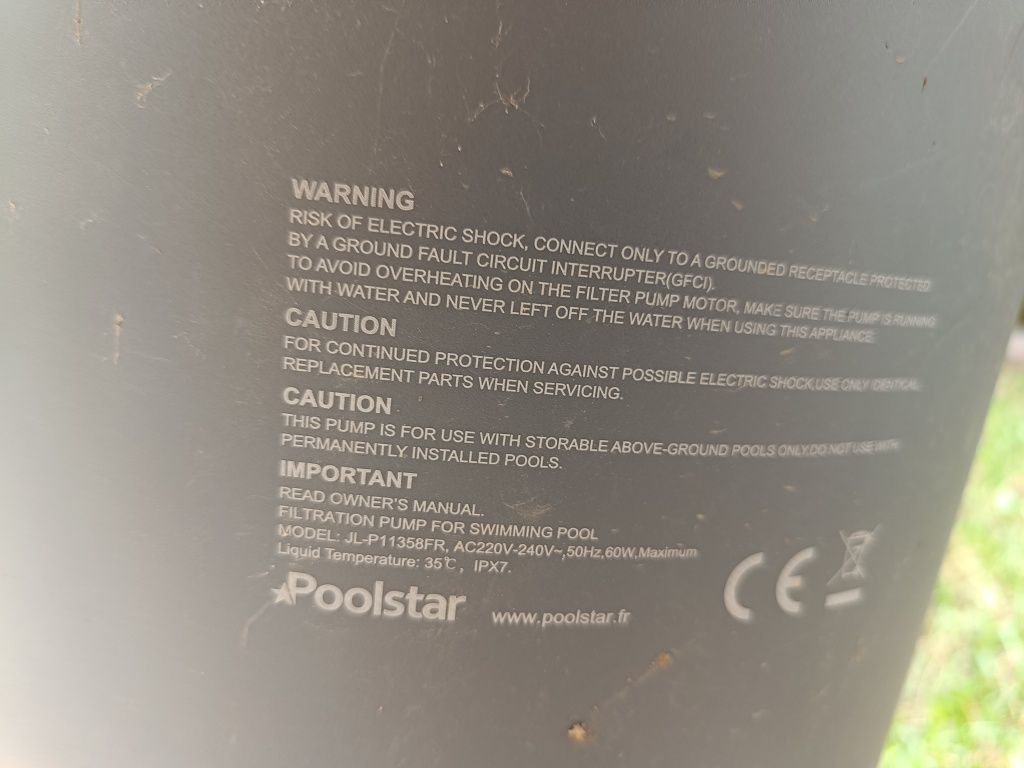 WARNING
RISK OF ELECTRIC SHOCK, CONNECT ONLY TO A GROUNDED RECEPTACLE PROTECTED
BY A GROUND FAULT CIRCUIT INTERRUPTER(GFCI).
TO AVOID OVERHEATING ON THE FILTER PUMP MOTOR, MAKE SURE THE PUMP IS RUNNING
WITH WATER AND NEVER LEFT OFF THE WATER WHEN USING THIS APPLIANCE.
CAUTION
FOR CONTINUED PROTECTION AGAINST POSSIBLE ELECTRIC SHOCK,USE ONLY IDENTICAL
REPLACEMENT PARTS WHEN SERVICING.
CAUTION
THIS PUMP IS FOR USE WITH STORABLE ABOVE-GROUND POOLS ONLY.DO NOT USE WITH
PERMANENTLY INSTALLED POOLS.
IMPORTANT
READ OWNER'S MANUAL.
FILTRATION PUMP FOR SWIMMING POOL
MODEL: JL-P11358FR, AC220V-240V~,50Hz,60W,Maximum
Liquid Temperature: 35℃, IPX7.
Poolstar www.poolstar.fr CE